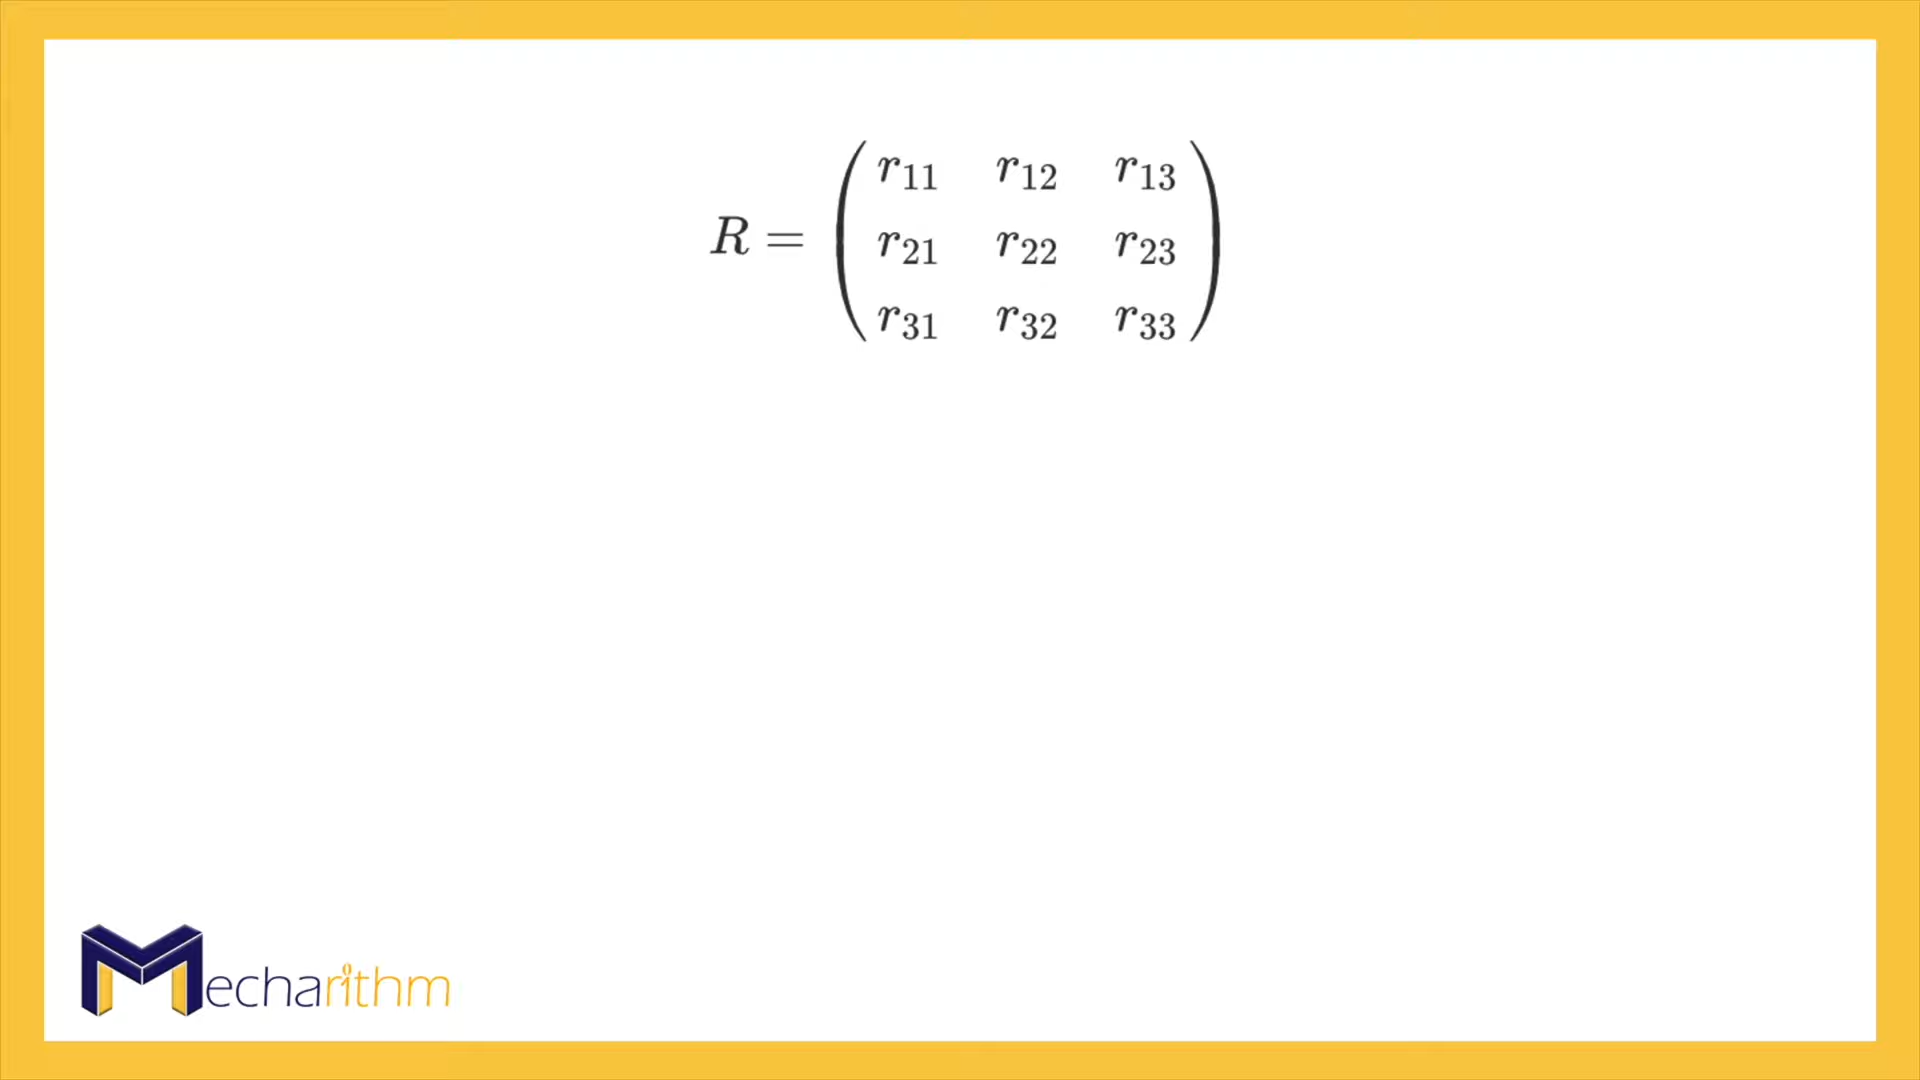 R = ( r₁₁ r₁₂ r₁₃
r₂₁ r₂₂ r₂₃
r₃₁ r₃₂ r₃₃ )
Mecharithm